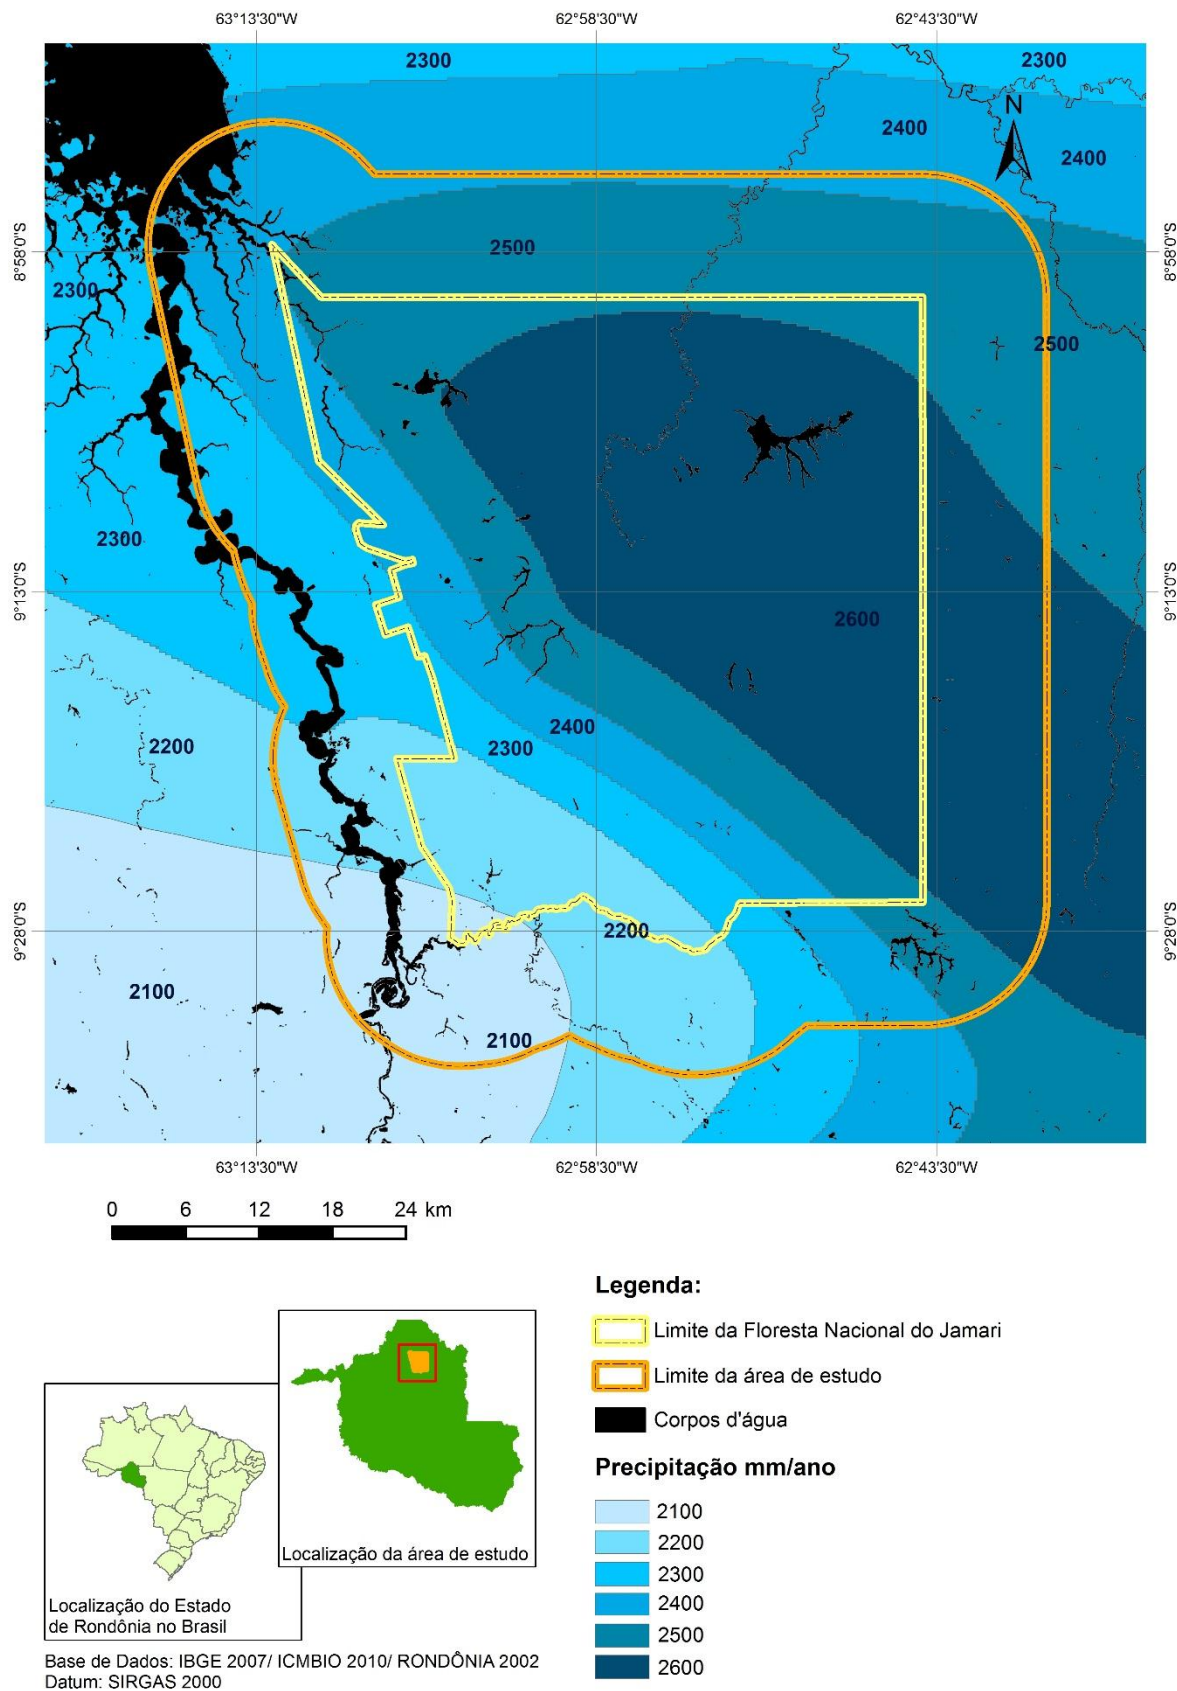 63°13'30"W
62°58'30"W
62°43'30"W
2300
2300
N
2400
2400
8°58'0"S
8°58'0"S
2500
2300
2500
2300
9°13'0"S
9°13'0"S
2600
2400
2300
2200
9°28'0"S
9°28'0"S
2200
2100
2100
63°13'30"W
62°58'30"W
62°43'30"W
0 6 12 18 24 km
Legenda:
Limite da Floresta Nacional do Jamari
Limite da área de estudo
Corpos d'água
Precipitação mm/ano
2100
2200
2300
2400
2500
2600
Localização da área de estudo
Localização do Estado
de Rondônia no Brasil
Base de Dados: IBGE 2007/ ICMBIO 2010/ RONDÔNIA 2002
Datum: SIRGAS 2000